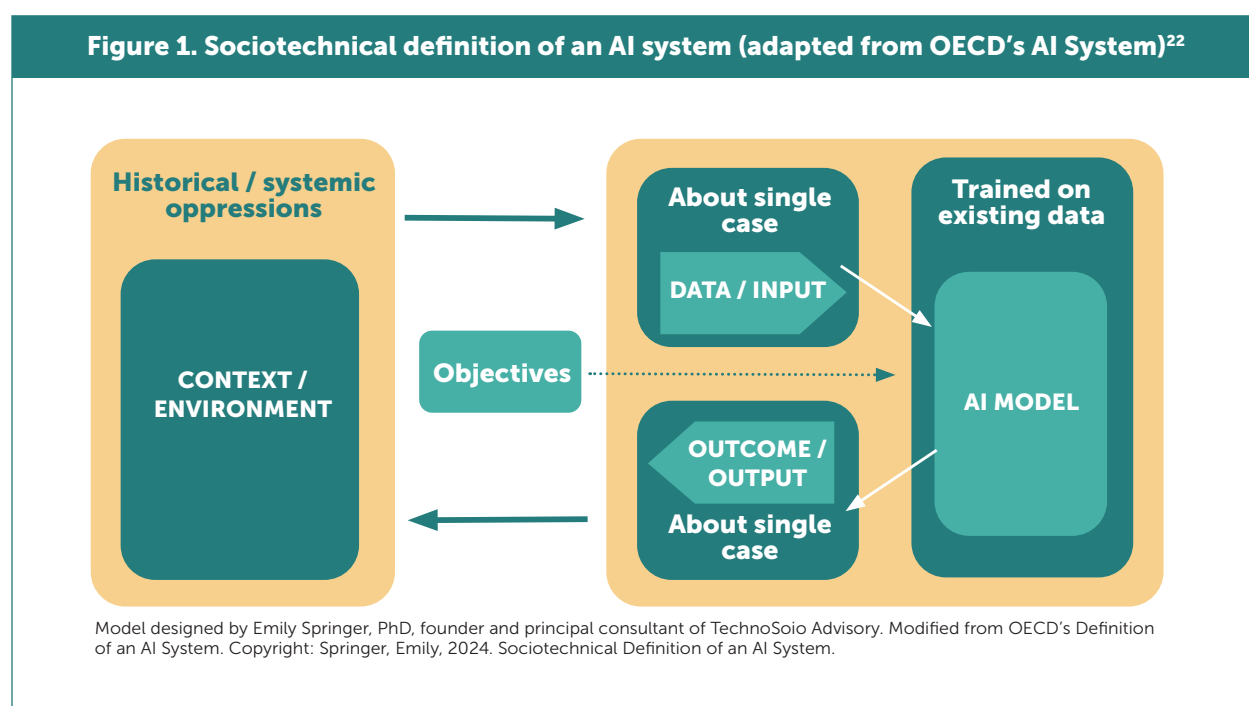 Figure 1. Sociotechnical definition of an AI system (adapted from OECD’s AI System)²²
Historical / systemic
oppressions
CONTEXT /
ENVIRONMENT
Objectives
About single
case
DATA / INPUT
OUTCOME /
OUTPUT
About single
case
Trained on
existing data
AI MODEL
Model designed by Emily Springer, PhD, founder and principal consultant of TechnoSoio Advisory. Modified from OECD’s Definition
of an AI System. Copyright: Springer, Emily, 2024. Sociotechnical Definition of an AI System.